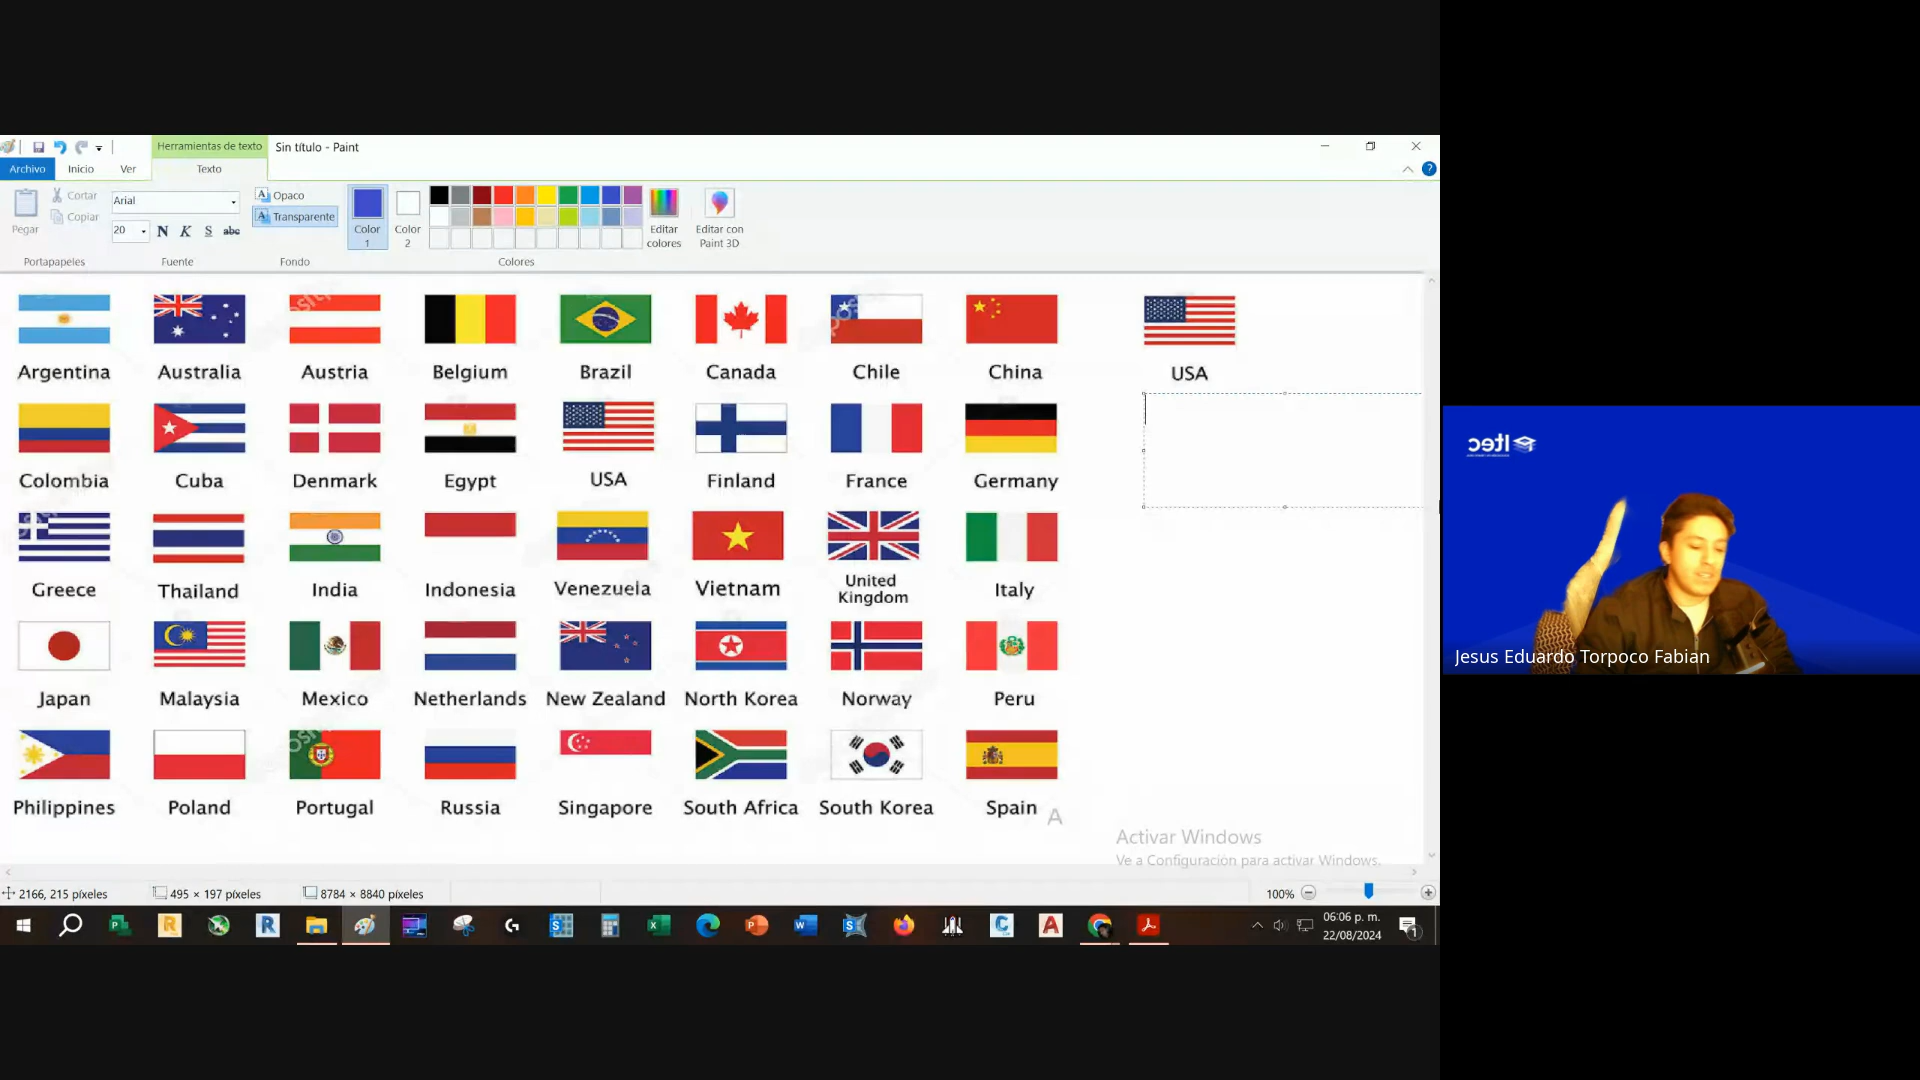 Herramientas de texto
Sin título - Paint
Archivo
Inicio
Ver
Texto
Pegar
Cortar
Copiar
Portapapeles
Arial
20
N K S abc
Fuente
A Opaco
A Transparente
Fondo
Color
1
Color
2
Colores
Editar
colores
Editar con
Paint 3D
Argentina Australia Austria Belgium Brazil Canada Chile China USA
Colombia Cuba Denmark Egypt USA Finland France Germany
Greece Thailand India Indonesia Venezuela Vietnam United Kingdom Italy
Japan Malaysia Mexico Netherlands New Zealand North Korea Norway Peru
Philippines Poland Portugal Russia Singapore South Africa South Korea Spain
A
Activar Windows
Ve a Configuración para activar Windows.
2166, 215 píxeles
495 × 197 píxeles
8784 × 8840 píxeles
100%
06:06 p. m.
22/08/2024
1
Jesus Eduardo Torpoco Fabian